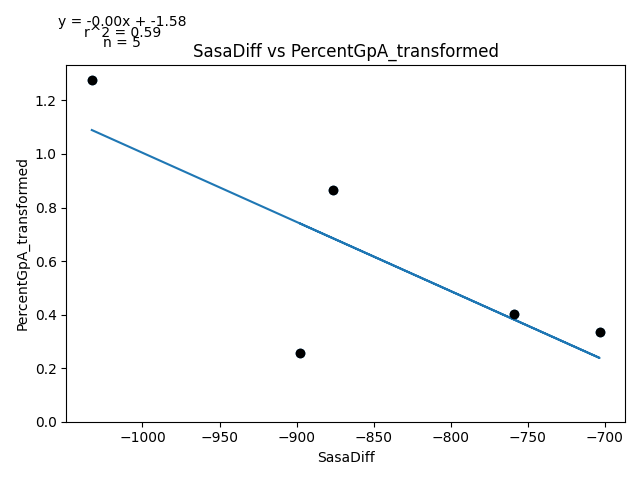 y = -0.00x + -1.58
r^2 = 0.59
n = 5
SasaDiff vs PercentGpA_transformed
1.2
1.0
0.8
0.6
0.4
0.2
0.0
PercentGpA_transformed
−1000 −950 −900 −850 −800 −750 −700
SasaDiff